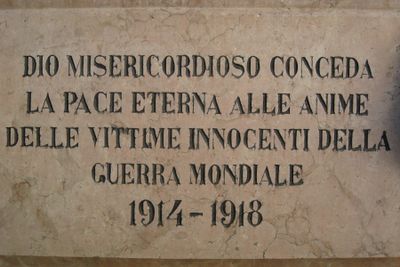 DIO MISERICORDIOSO CONCEDA
LA PACE ETERNA ALLE ANIME
DELLE VITTIME INNOCENTI DELLA
GUERRA MONDIALE
1914-1918